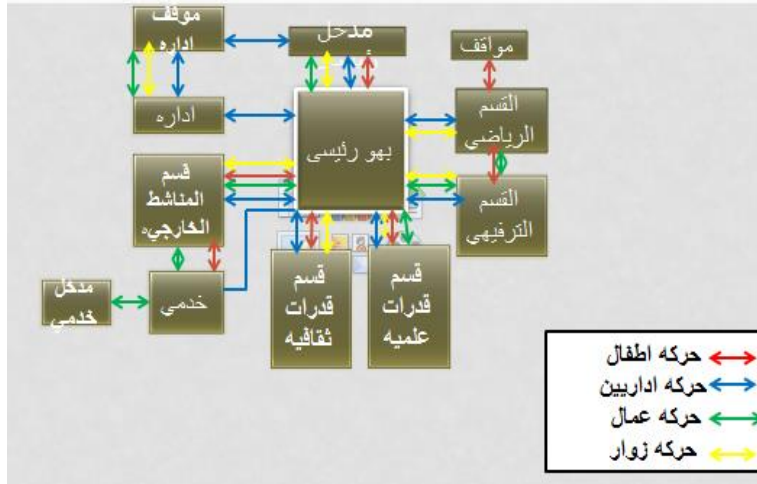 موقف
اداره
مدخل
مواقف
اداره
بهو رئيسى
القسم
الرياضي
قسم
المناشط
الخارجيه
القسم
الترفيهي
مدخل
خدمي
خدمي
قسم
قدرات
ثقافيه
قسم
قدرات
علميه
حركه اطفال
حركه اداريين
حركه عمال
حركه زوار